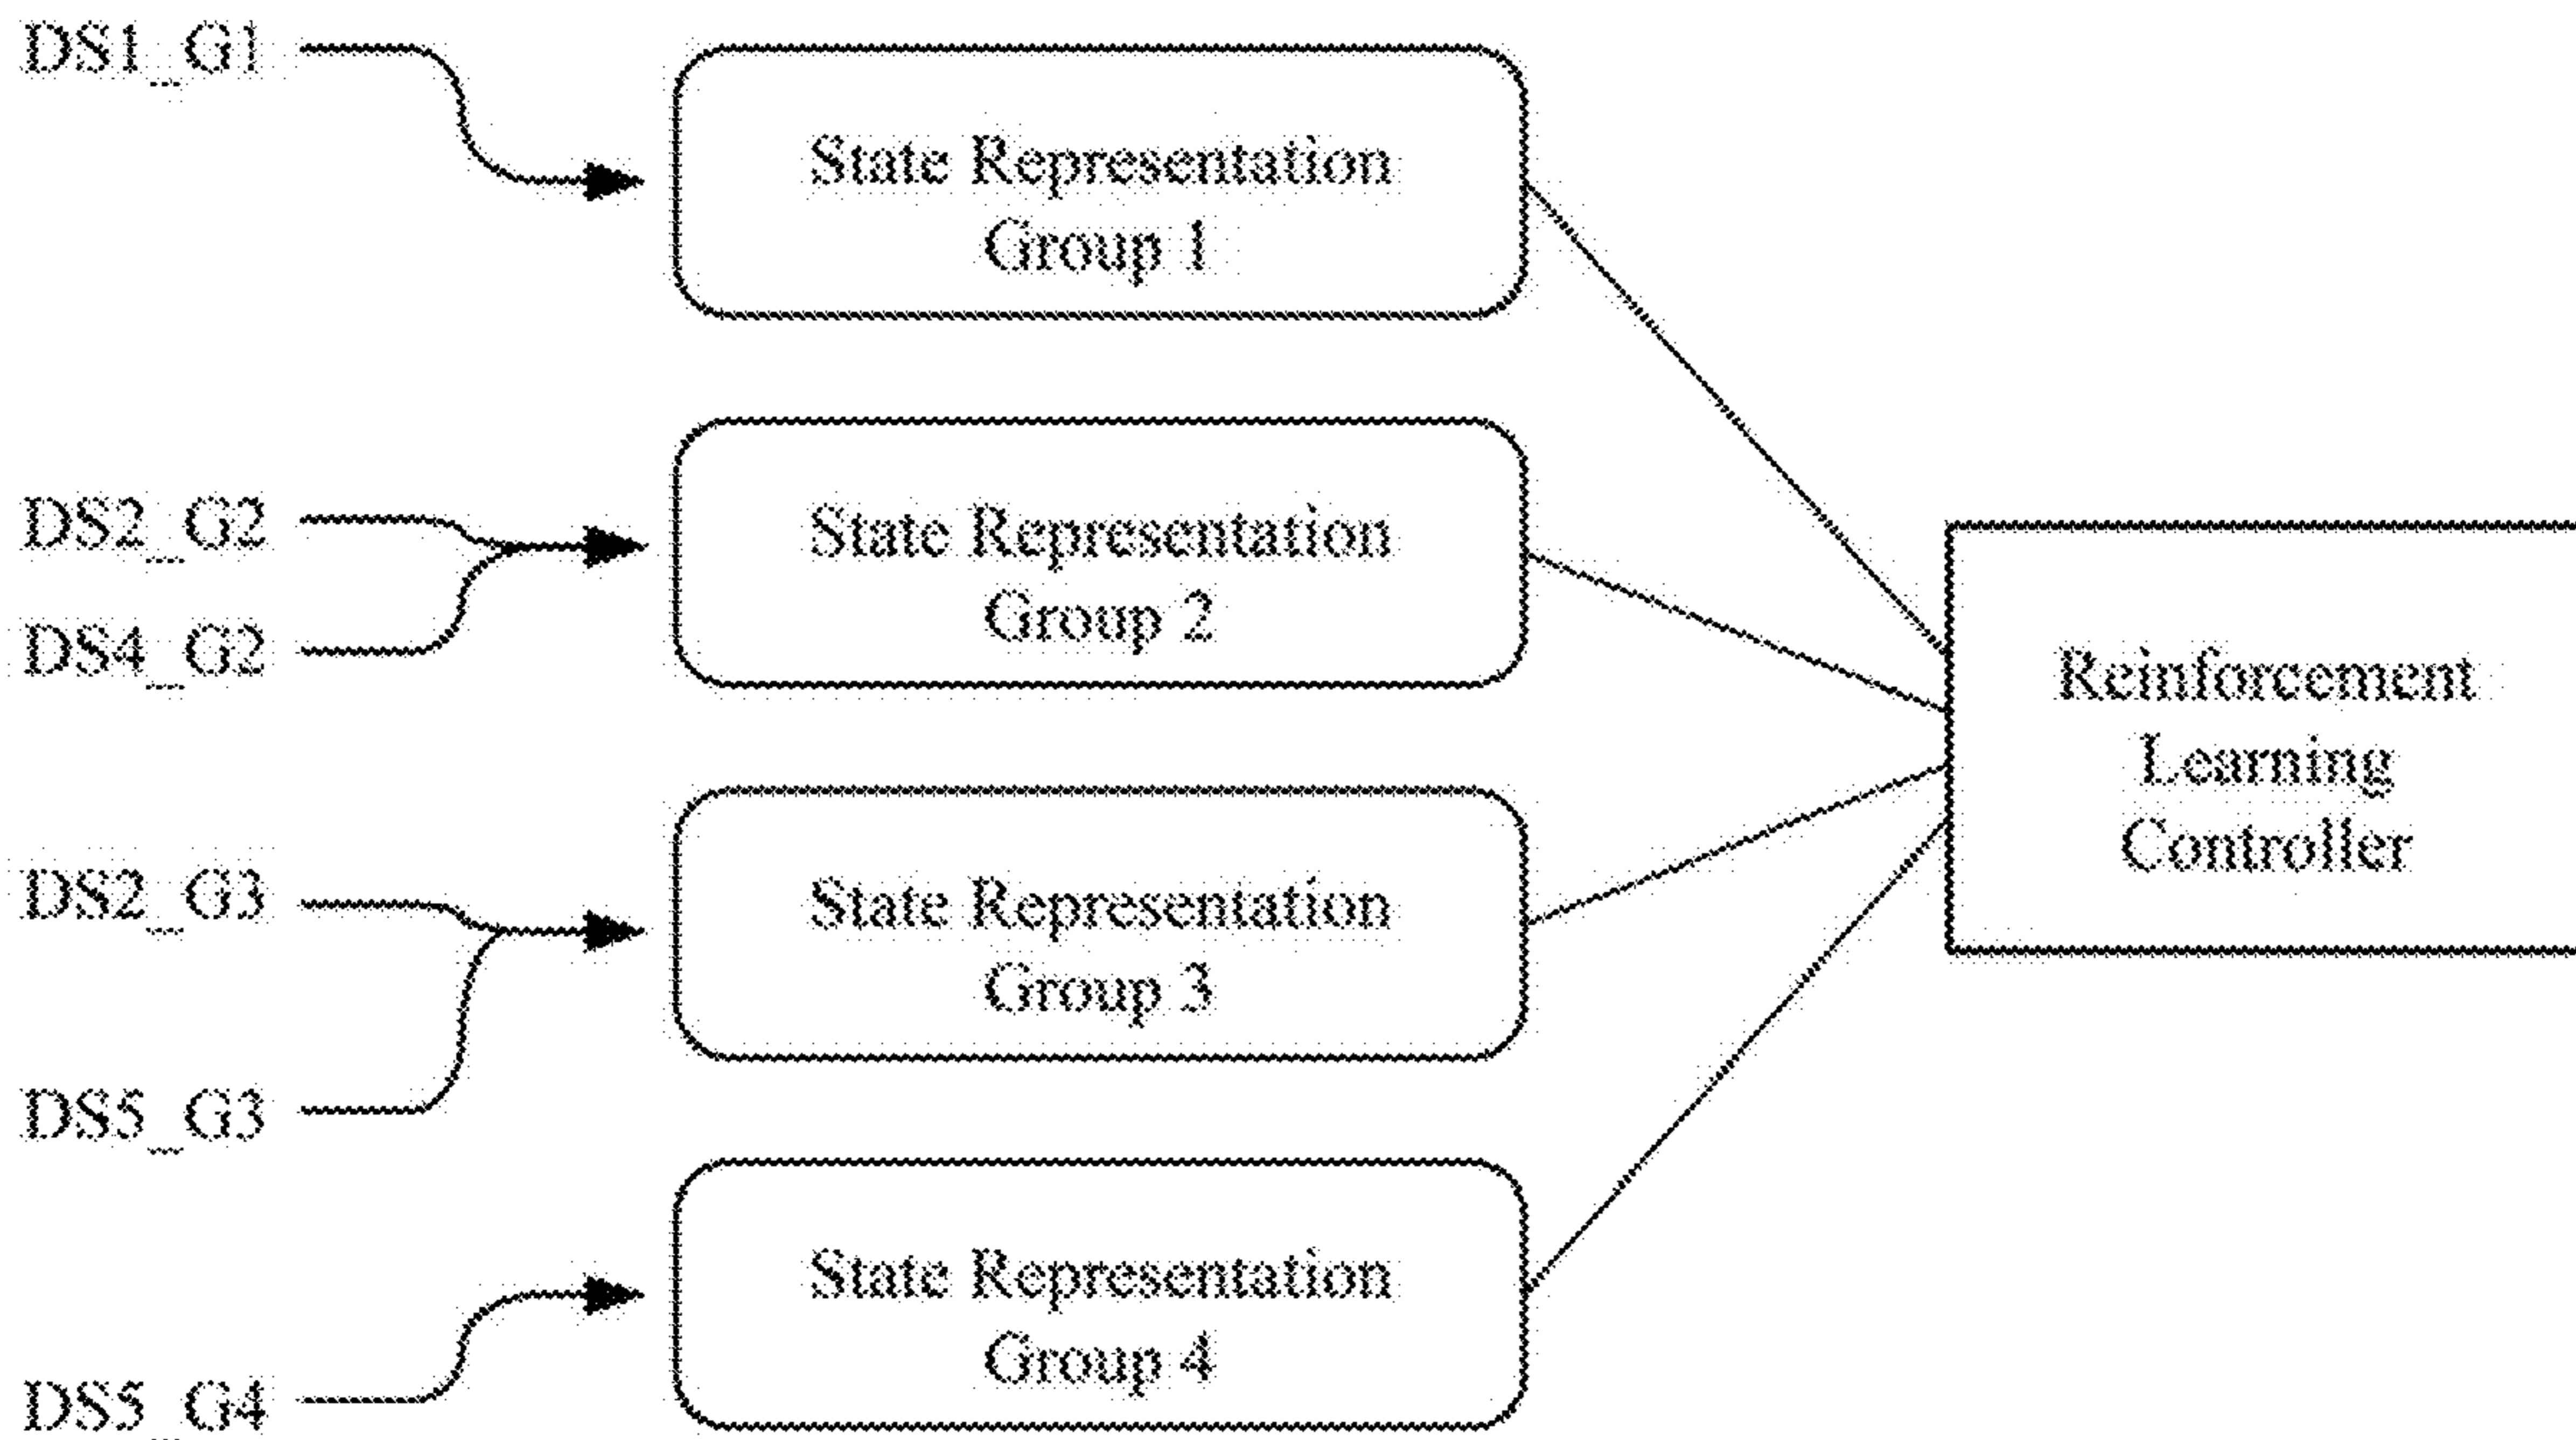 DS1_G1
State Representation
Group 1
DS2_G2
DS4_G2
State Representation
Group 2
DS2_G3
DS5_G3
State Representation
Group 3
DS5_G4
State Representation
Group 4
Reinforcement
Learning
Controller